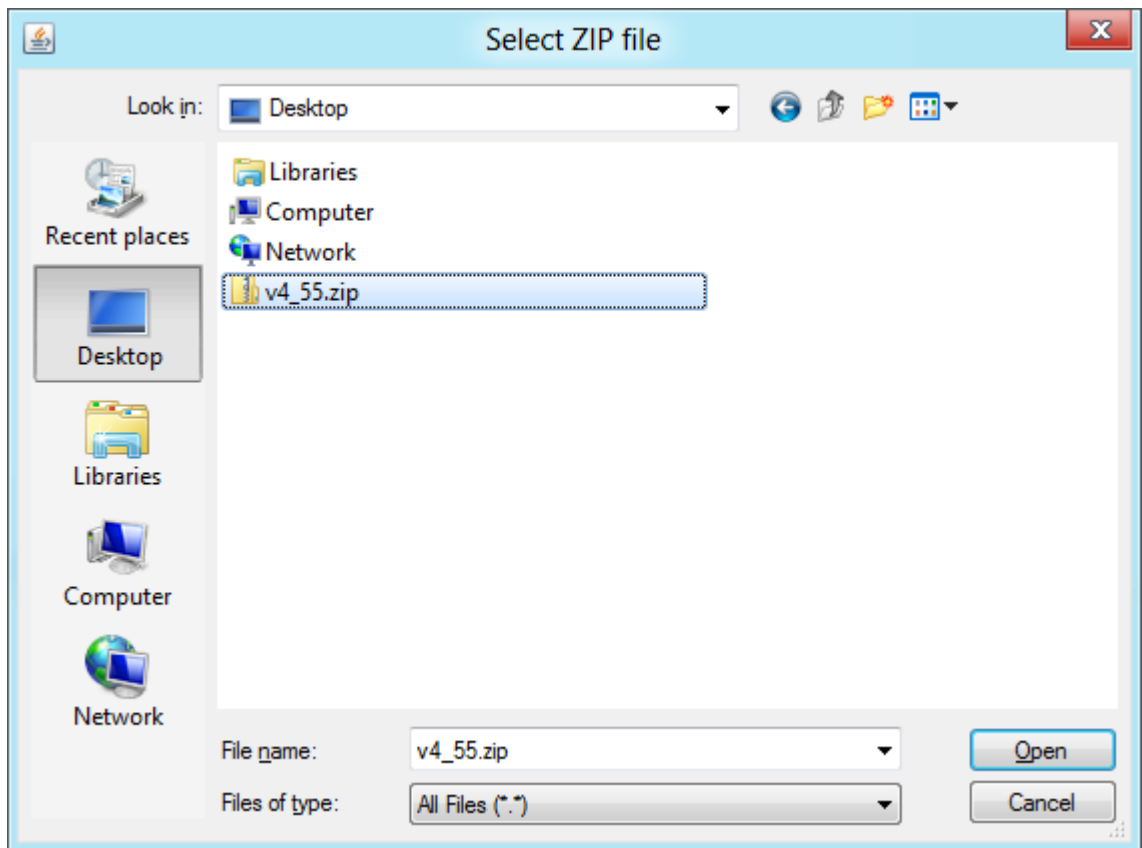 Select ZIP file
Look in: Desktop
Recent places
Desktop
Libraries
Computer
Network
Libraries
Computer
Network
v4_55.zip
File name: v4_55.zip
Open
Files of type: All Files (*.*)
Cancel